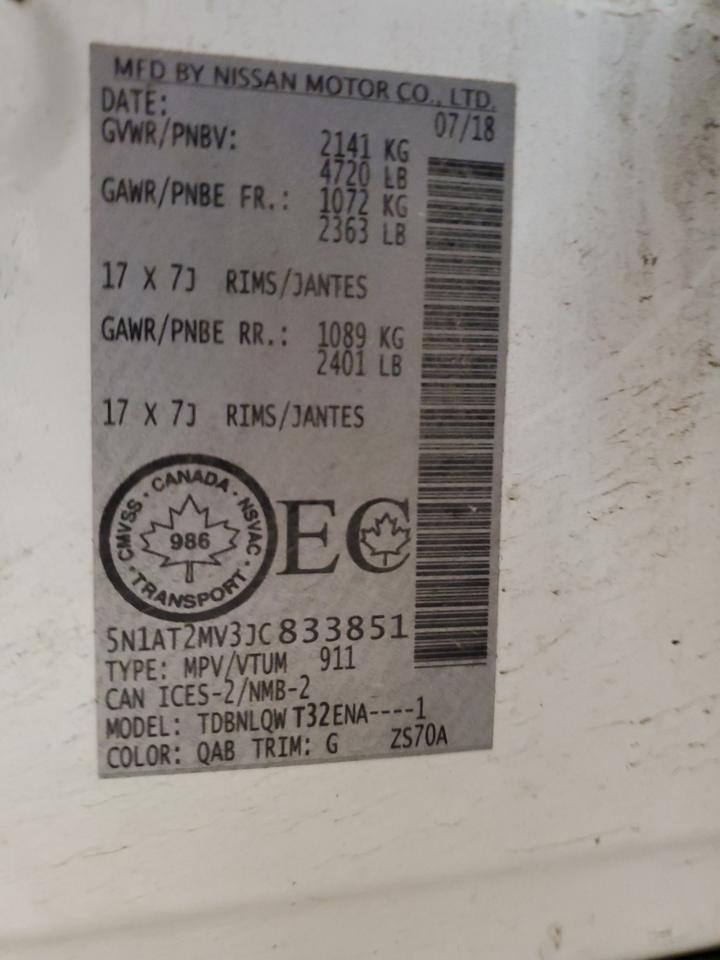 MFD BY NISSAN MOTOR CO., LTD.
DATE: 07/18
GVWR/PNBV: 2141 KG
4720 LB
GAWR/PNBE FR.: 1072 KG
2363 LB
17 X 7J RIMS/JANTES
GAWR/PNBE RR.: 1089 KG
2401 LB
17 X 7J RIMS/JANTES
CMVSS · CANADA · NSVAC · TRANSPORT ·
986
EC
5N1AT2MV3JC833851
TYPE: MPV/VTUM 911
CAN ICES-2/NMB-2
MODEL: TDBNLQW T32ENA----1
COLOR: QAB TRIM: G ZS70A